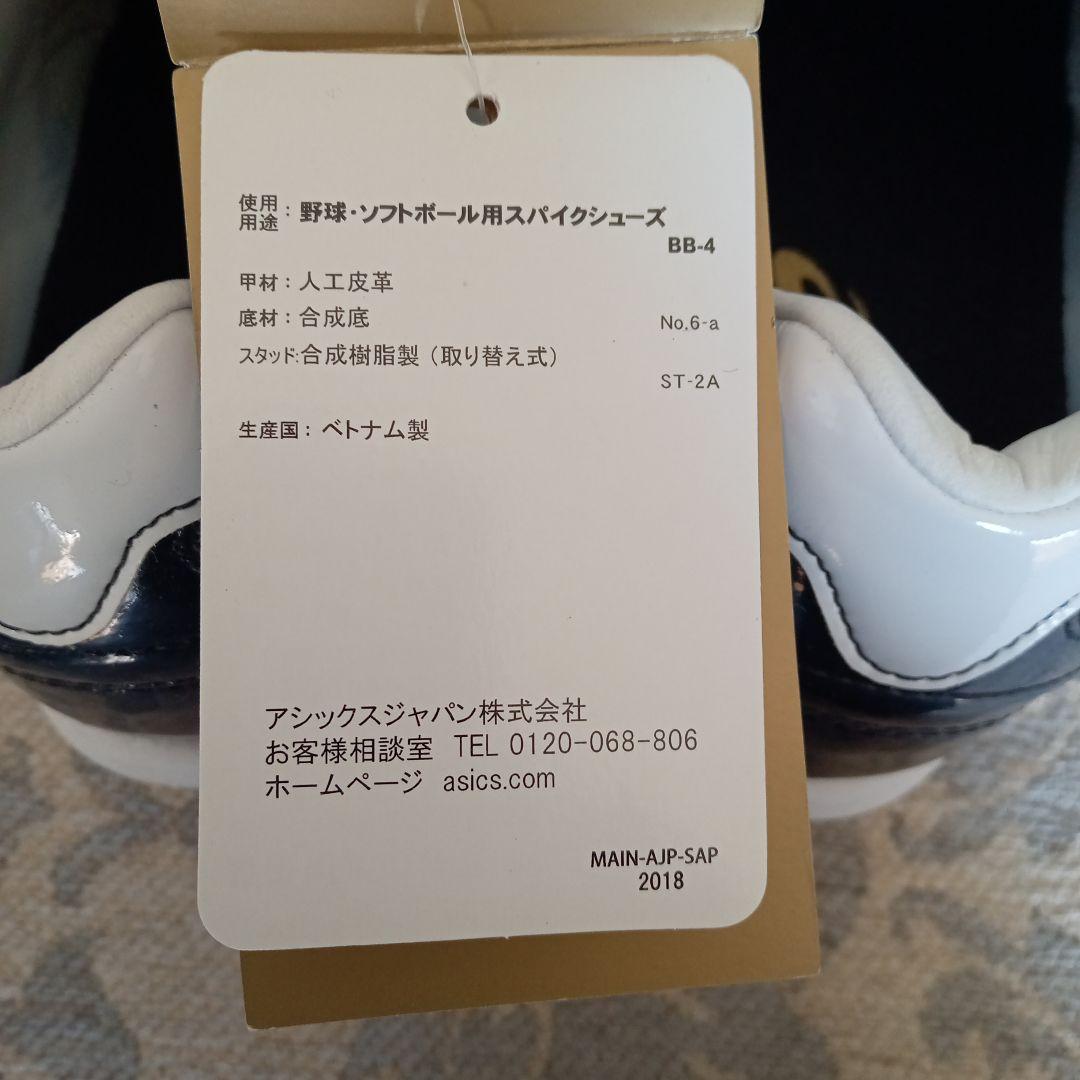 使用用途：野球・ソフトボール用スパイクシューズ
BB-4
甲材：人工皮革
底材：合成底
No.6-a
スタッド:合成樹脂製（取り替え式）
ST-2A
生産国：ベトナム製
アシックスジャパン株式会社
お客様相談室 TEL 0120-068-806
ホームページ asics.com
MAIN-AJP-SAP
2018